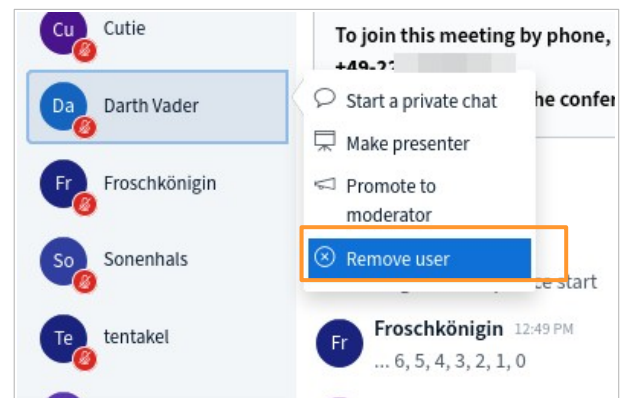 Cu Cutie
Da Darth Vader
Fr Froschkönigin
So Sonenhals
Te tentakel
To join this meeting by phone,
+49-2
he confer
Start a private chat
Make presenter
Promote to
moderator
Remove user
start
Froschkönigin 12:49 PM
Fr
... 6, 5, 4, 3, 2, 1, 0